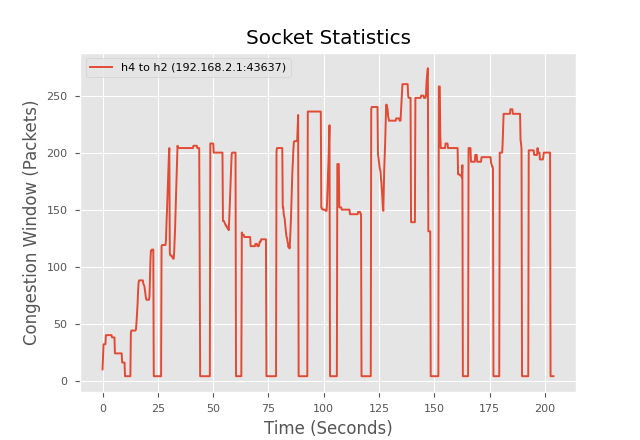 Socket Statistics
h4 to h2 (192.168.2.1:43637)
Congestion Window (Packets)
250
200
150
100
50
0
0 25 50 75 100 125 150 175 200
Time (Seconds)